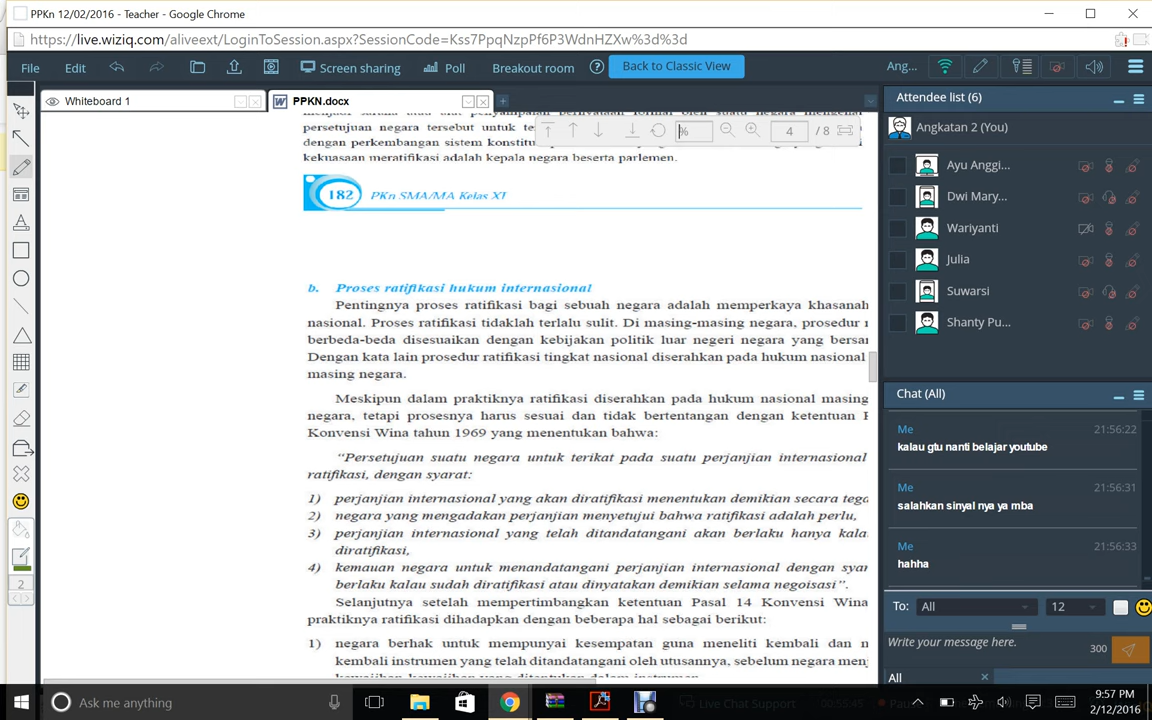 PPKn 12/02/2016 - Teacher - Google Chrome
https://live.wiziq.com/aliveext/LoginToSession.aspx?SessionCode=Kss7PpqNzpPf6P3WdnHZXw%3d%3d
File Edit Screen sharing Poll Breakout room ? Back to Classic View Ang...
Whiteboard 1 PPKN.docx
persetujuan negara tersebut untuk te
% 4 / 8
dengan perkembangan sistem konstitu
kekuasaan meratifikasi adalah kepala negara beserta parlemen.
182 PKn SMA/MA Kelas XI
b. Proses ratifikasi hukum internasional
Pentingnya proses ratifikasi bagi sebuah negara adalah memperkaya khasanah
nasional. Proses ratifikasi tidaklah terlalu sulit. Di masing-masing negara, prosedur r
berbeda-beda disesuaikan dengan kebijakan politik luar negeri negara yang bersan
Dengan kata lain prosedur ratifikasi tingkat nasional diserahkan pada hukum nasional
masing negara.
Meskipun dalam praktiknya ratifikasi diserahkan pada hukum nasional masing
negara, tetapi prosesnya harus sesuai dan tidak bertentangan dengan ketentuan P
Konvensi Wina tahun 1969 yang menentukan bahwa:
“Persetujuan suatu negara untuk terikat pada suatu perjanjian internasional
ratifikasi, dengan syarat:
1) perjanjian internasional yang akan diratifikasi menentukan demikian secara tega
2) negara yang mengadakan perjanjian menyetujui bahwa ratifikasi adalah perlu,
3) perjanjian internasional yang telah ditandatangani akan berlaku hanya kala
diratifikasi,
4) kemauan negara untuk menandatangani perjanjian internasional dengan syar
berlaku kalau sudah diratifikasi atau dinyatakan demikian selama negoisasi”.
Selanjutnya setelah mempertimbangkan ketentuan Pasal 14 Konvensi Wina
praktiknya ratifikasi dihadapkan dengan beberapa hal sebagai berikut:
1) negara berhak untuk mempunyai kesempatan guna meneliti kembali dan m
kembali instrumen yang telah ditandatangani oleh utusannya, sebelum negara men
Attendee list (6)
Angkatan 2 (You)
Ayu Anggi...
Dwi Mary...
Wariyanti
Julia
Suwarsi
Shanty Pu...
Chat (All)
Me 21:56:22
kalau gtu nanti belajar youtube
Me 21:56:31
salahkan sinyal nya ya mba
Me 21:56:33
hahha
To: All 12
Write your message here. 300
All
2
Ask me anything
Live Chat Support 00:53:45 Pause
9:57 PM
2/12/2016